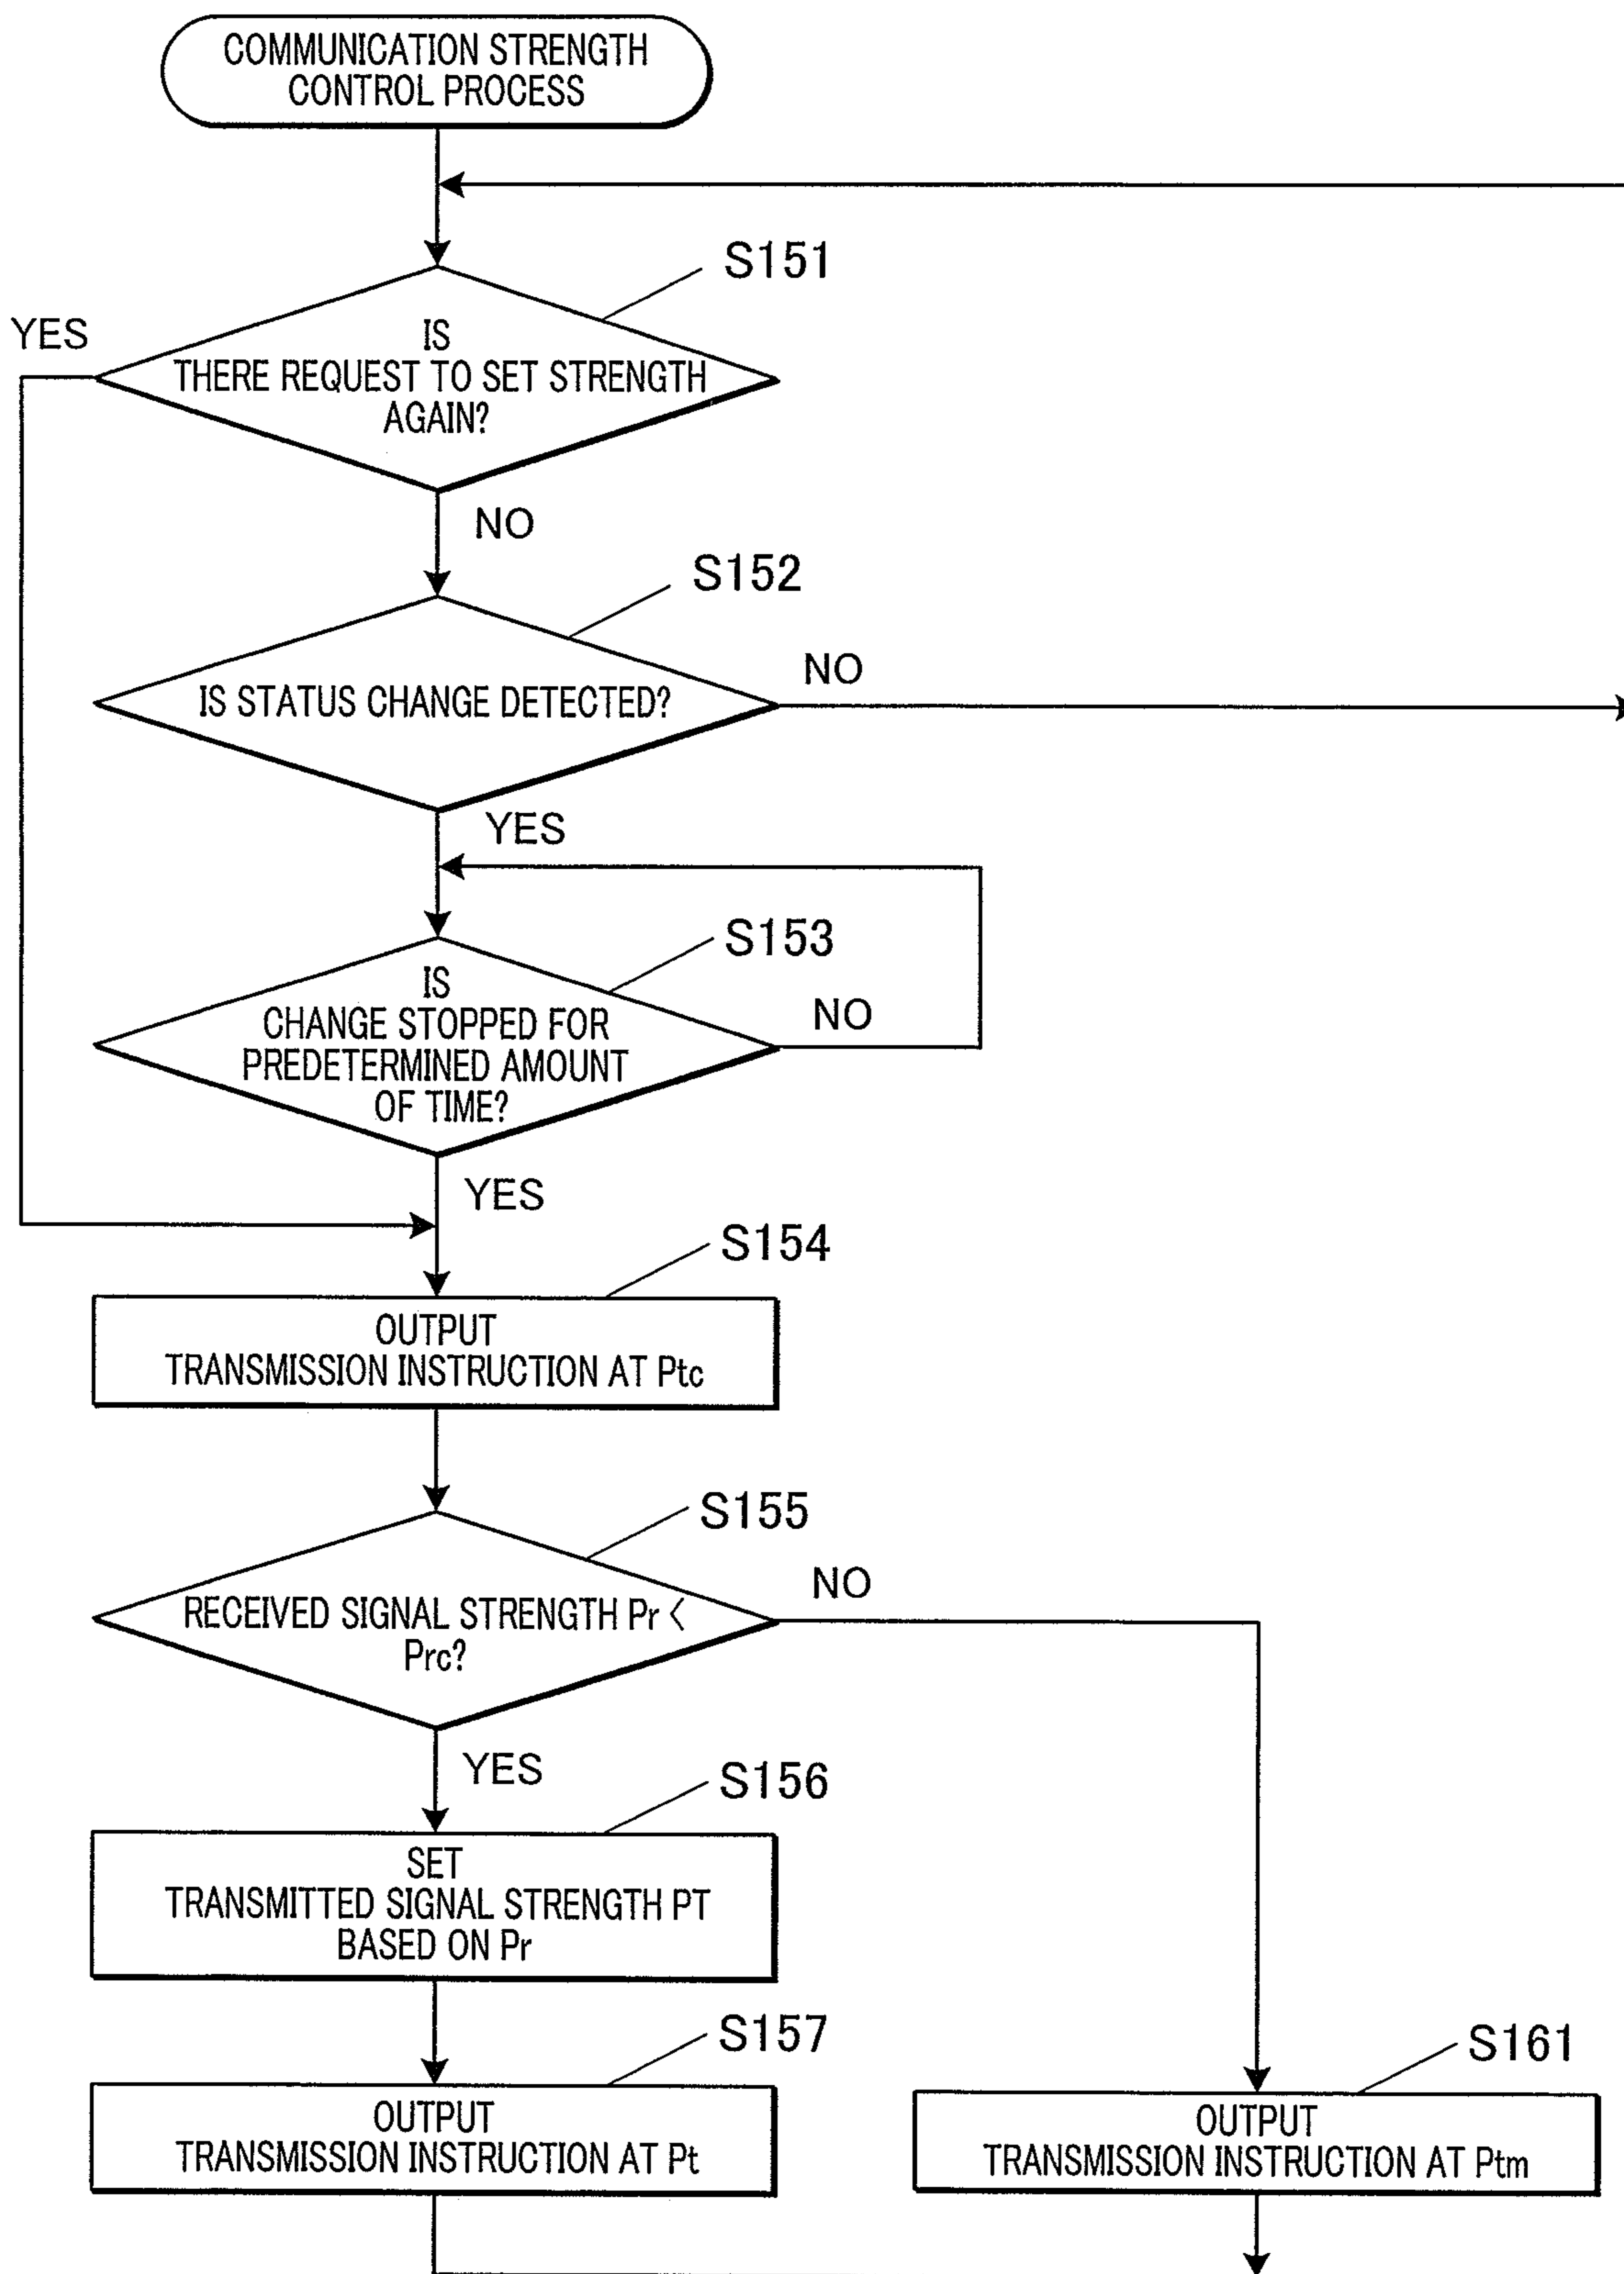 COMMUNICATION STRENGTH
CONTROL PROCESS
S151
YES
IS
THERE REQUEST TO SET STRENGTH
AGAIN?
NO
S152
NO
IS STATUS CHANGE DETECTED?
YES
S153
IS
CHANGE STOPPED FOR
PREDETERMINED AMOUNT
OF TIME?
NO
YES
S154
OUTPUT
TRANSMISSION INSTRUCTION AT Ptc
S155
NO
RECEIVED SIGNAL STRENGTH Pr <
Prc?
YES
S156
SET
TRANSMITTED SIGNAL STRENGTH PT
BASED ON Pr
S157
OUTPUT
TRANSMISSION INSTRUCTION AT Pt
S161
OUTPUT
TRANSMISSION INSTRUCTION AT Ptm